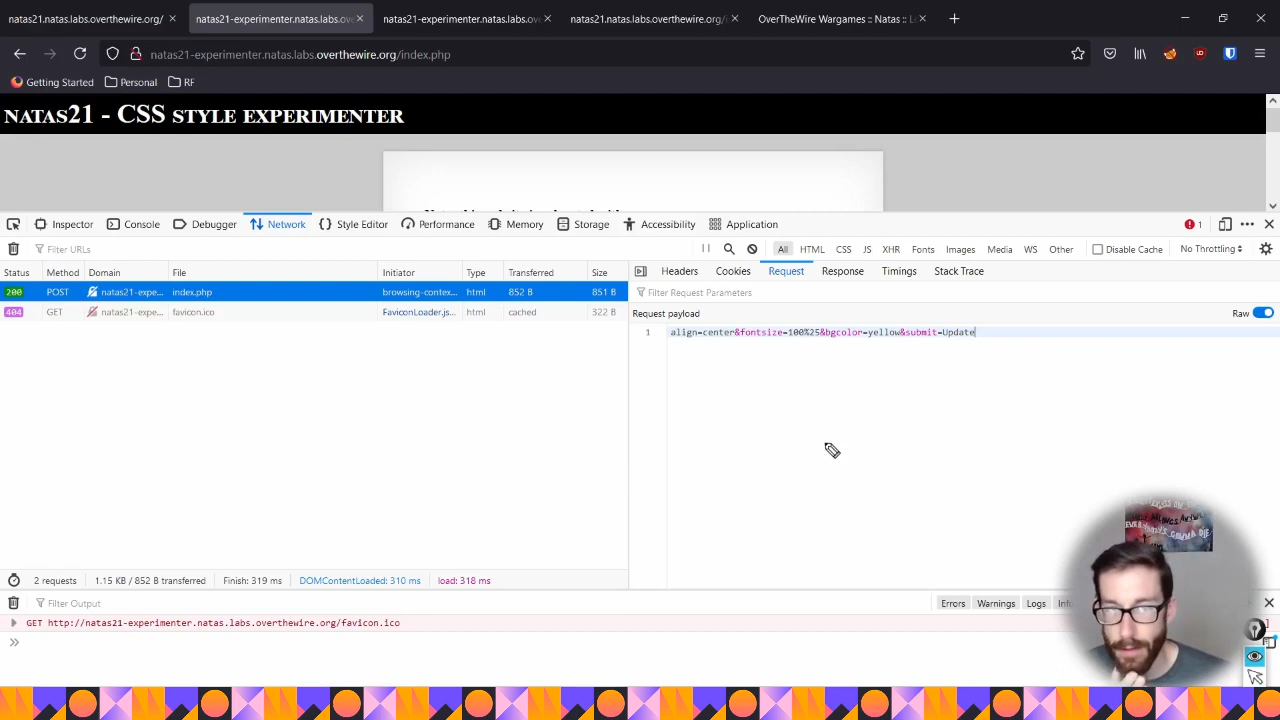 natas21.natas.labs.overthewire.org/
natas21-experimenter.natas.labs.ov
natas21-experimenter.natas.labs.ov
natas21.natas.labs.overthewire.org/i
OverTheWire Wargames :: Natas :: L
natas21-experimenter.natas.labs.overthewire.org/index.php
Getting Started
Personal
RF
NATAS21 - CSS STYLE EXPERIMENTER
Inspector
Console
Debugger
Network
Style Editor
Performance
Memory
Storage
Accessibility
Application
1
Filter URLs
All
HTML
CSS
JS
XHR
Fonts
Images
Media
WS
Other
Disable Cache
No Throttling
Status
Method
Domain
File
Initiator
Type
Transferred
Size
200
POST
natas21-expe...
index.php
browsing-contex...
html
852 B
851 B
404
GET
natas21-expe...
favicon.ico
FaviconLoader.js...
html
cached
322 B
Headers
Cookies
Request
Response
Timings
Stack Trace
Filter Request Parameters
Request payload
Raw
1
align=center&fontsize=100%25&bgcolor=yellow&submit=Update
2 requests
1.15 KB / 852 B transferred
Finish: 319 ms
DOMContentLoaded: 310 ms
load: 318 ms
Filter Output
Errors
Warnings
Logs
Inf
GET http://natas21-experimenter.natas.labs.overthewire.org/favicon.ico